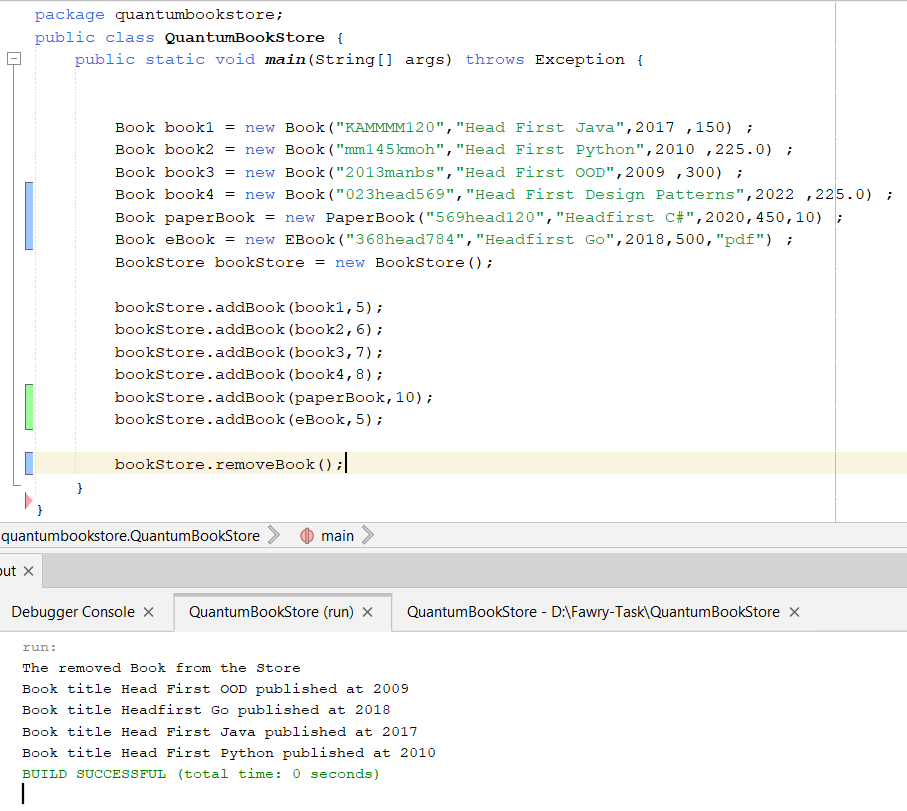 package quantumbookstore;
public class QuantumBookStore {
public static void main(String[] args) throws Exception {
Book book1 = new Book("KAMMMM120","Head First Java",2017 ,150) ;
Book book2 = new Book("mm145kmoh","Head First Python",2010 ,225.0) ;
Book book3 = new Book("2013manbs","Head First OOD",2009 ,300) ;
Book book4 = new Book("023head569","Head First Design Patterns",2022 ,225.0) ;
Book paperBook = new PaperBook("569head120","Headfirst C#",2020,450,10) ;
Book eBook = new EBook("368head784","Headfirst Go",2018,500,"pdf") ;
BookStore bookStore = new BookStore();
bookStore.addBook(book1,5);
bookStore.addBook(book2,6);
bookStore.addBook(book3,7);
bookStore.addBook(book4,8);
bookStore.addBook(paperBook,10);
bookStore.addBook(eBook,5);
bookStore.removeBook();
}
}
quantumbookstore.QuantumBookStore main
out
Debugger Console QuantumBookStore (run) QuantumBookStore - D:\Fawry-Task\QuantumBookStore
run:
The removed Book from the Store
Book title Head First OOD published at 2009
Book title Headfirst Go published at 2018
Book title Head First Java published at 2017
Book title Head First Python published at 2010
BUILD SUCCESSFUL (total time: 0 seconds)